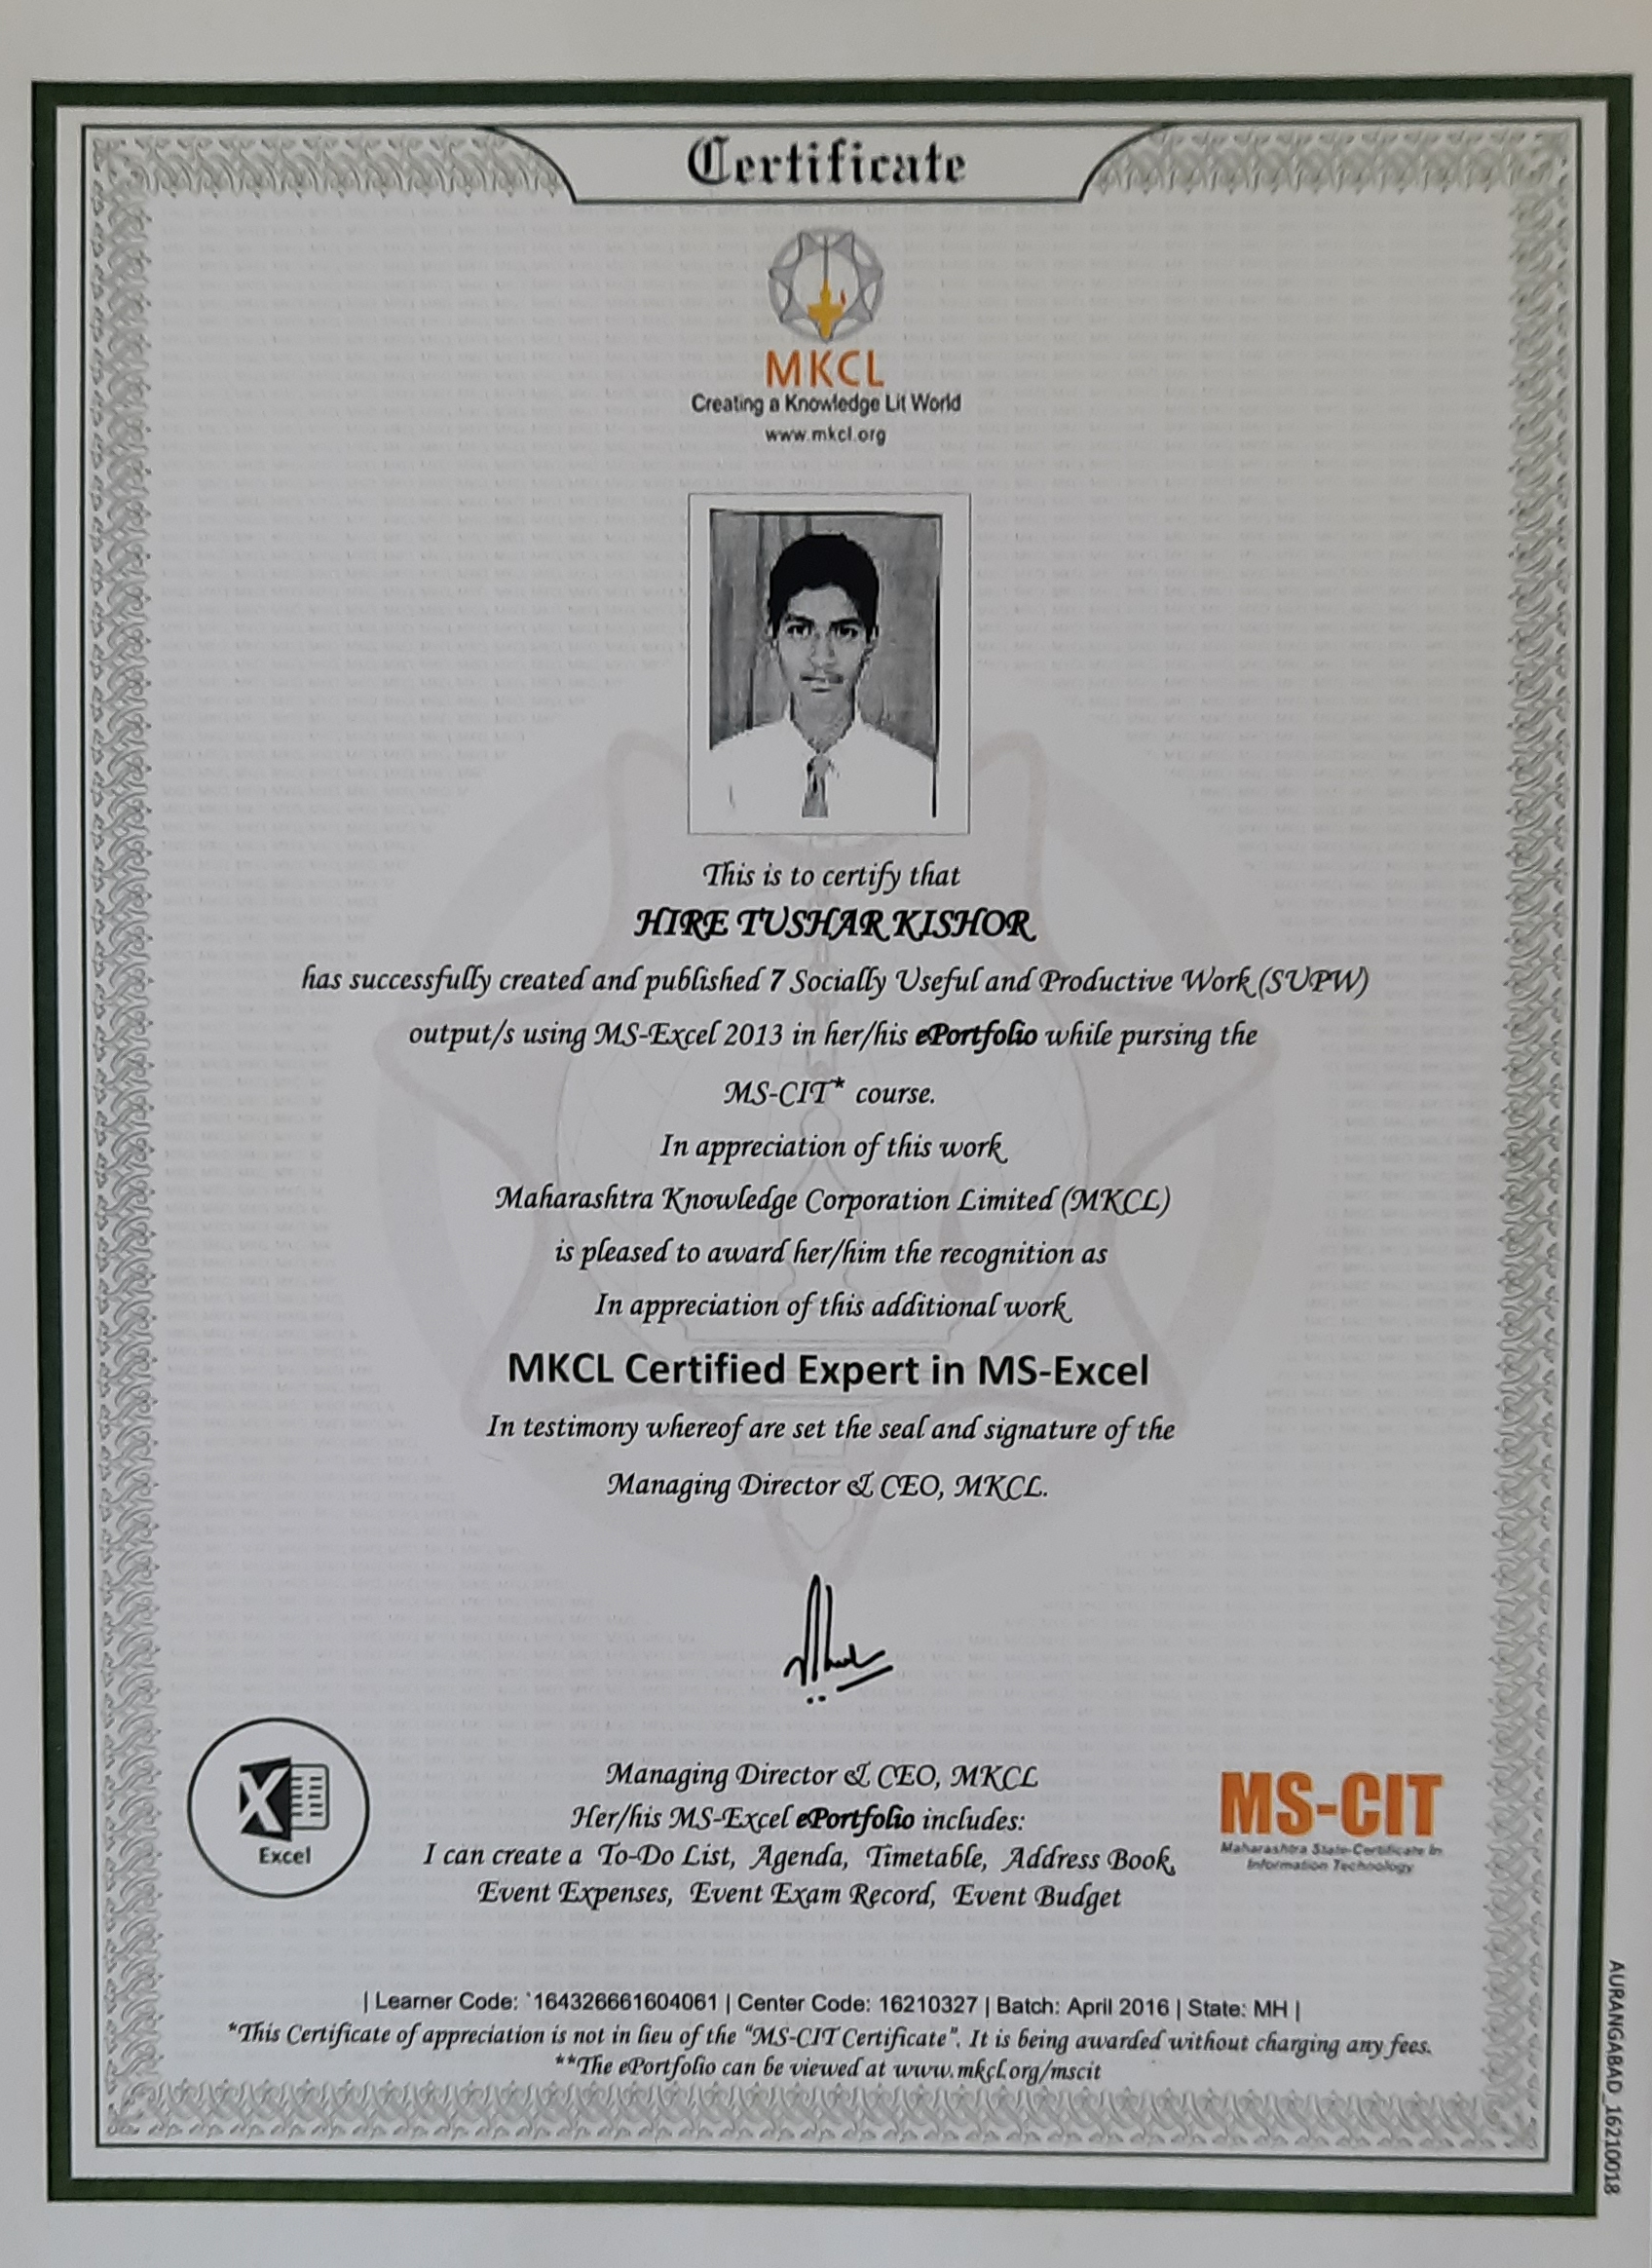 Certificate
MKCL
Creating a Knowledge Lit World
www.mkcl.org
This is to certify that
HIRE TUSHAR KISHOR
has successfully created and published 7 Socially Useful and Productive Work (SUPW)
output/s using MS-Excel 2013 in her/his ePortfolio while pursing the
MS-CIT* course.
In appreciation of this work
Maharashtra Knowledge Corporation Limited (MKCL)
is pleased to award her/him the recognition as
In appreciation of this additional work
MKCL Certified Expert in MS-Excel
In testimony whereof are set the seal and signature of the
Managing Director & CEO, MKCL.
Managing Director & CEO, MKCL
Her/his MS-Excel ePortfolio includes:
I can create a To-Do List, Agenda, Timetable, Address Book,
Event Expenses, Event Exam Record, Event Budget
Excel
MS-CIT
Maharashtra State-Certificate In
Information Technology
| Learner Code: `164326661604061 | Center Code: 16210327 | Batch: April 2016 | State: MH |
*This Certificate of appreciation is not in lieu of the "MS-CIT Certificate". It is being awarded without charging any fees.
**The ePortfolio can be viewed at www.mkcl.org/mscit
AURANGABAD_16210018